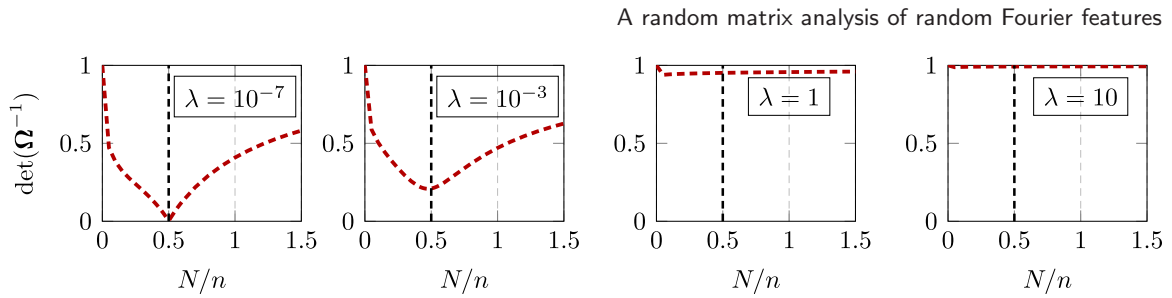 A random matrix analysis of random Fourier features
det(Ω⁻¹)
1
0.5
0
0
0.5
1
1.5
λ = 10⁻⁷
N/n
1
0.5
0
0
0.5
1
1.5
λ = 10⁻³
N/n
1
0.5
0
0
0.5
1
1.5
λ = 1
N/n
1
0.5
0
0
0.5
1
1.5
λ = 10
N/n